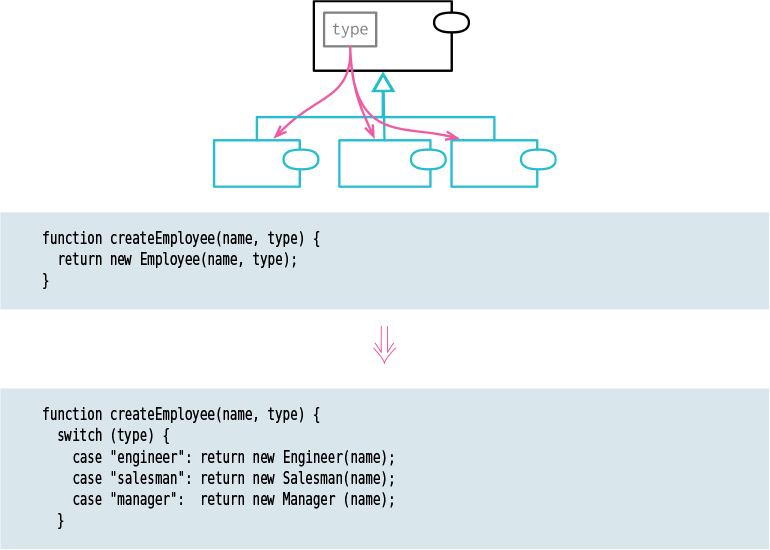 type
function createEmployee(name, type) {
  return new Employee(name, type);
}
function createEmployee(name, type) {
  switch (type) {
    case "engineer": return new Engineer(name);
    case "salesman": return new Salesman(name);
    case "manager":  return new Manager (name);
  }